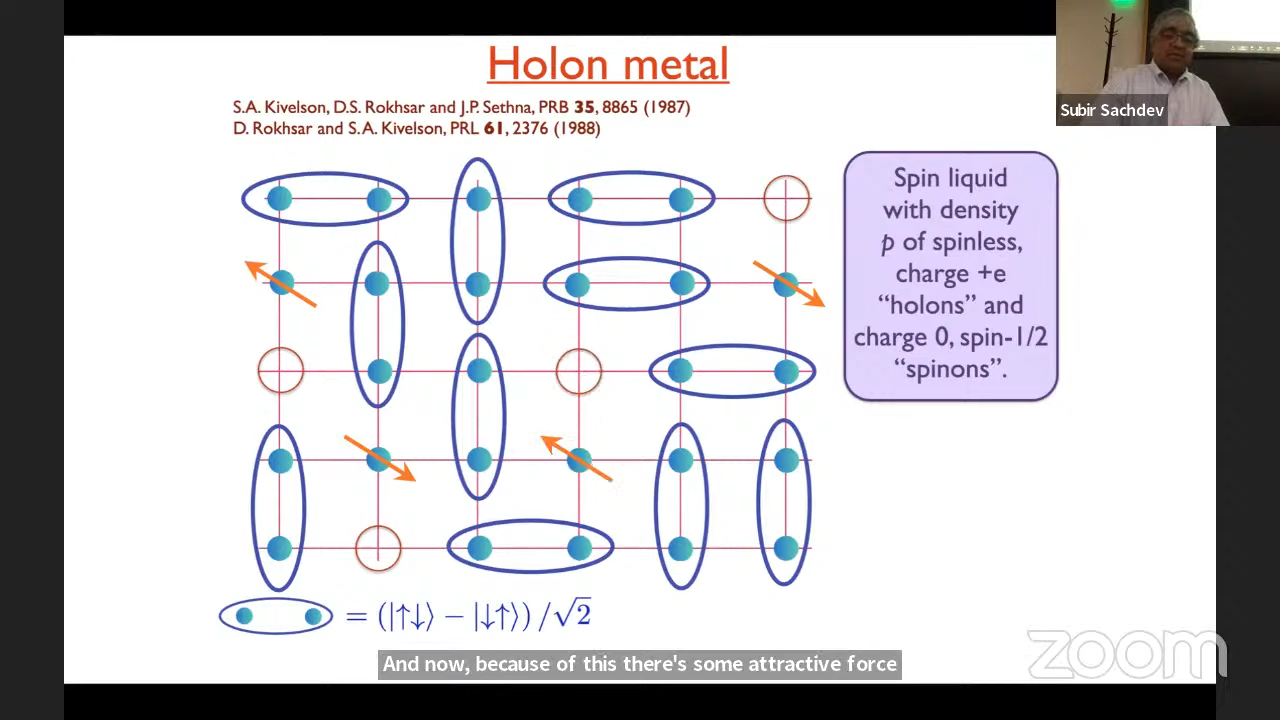 Holon metal
S.A. Kivelson, D.S. Rokhsar and J.P. Sethna, PRB 35, 8865 (1987)
D. Rokhsar and S.A. Kivelson, PRL 61, 2376 (1988)
Subir Sachdev
Spin liquid
with density
p of spinless,
charge +e
“holons” and
charge 0, spin-1/2
“spinons”.
= (|↑↓⟩ − |↓↑⟩) /√2
And now, because of this there's some attractive force
zoom